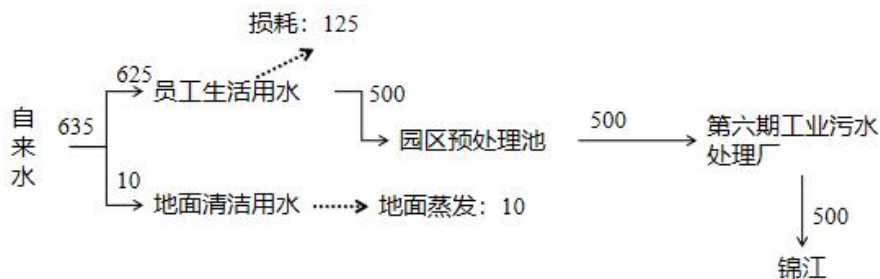 损耗：125
625
员工生活用水
500
自来水
635
园区预处理池
500
第六期工业污水
处理厂
10
地面清洁用水
地面蒸发：10
500
锦江